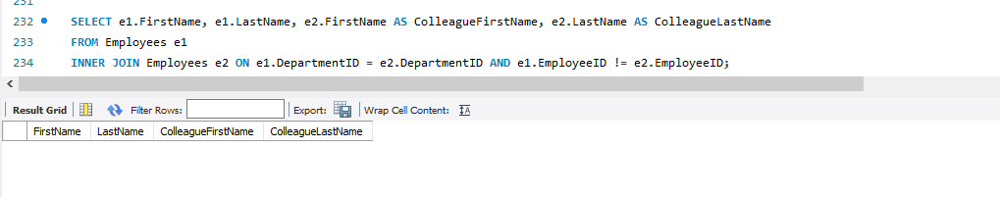 231
232 SELECT e1.FirstName, e1.LastName, e2.FirstName AS ColleagueFirstName, e2.LastName AS ColleagueLastName
233 FROM Employees e1
234 INNER JOIN Employees e2 ON e1.DepartmentID = e2.DepartmentID AND e1.EmployeeID != e2.EmployeeID;
Result Grid Filter Rows: Export: Wrap Cell Content:
FirstName LastName ColleagueFirstName ColleagueLastName